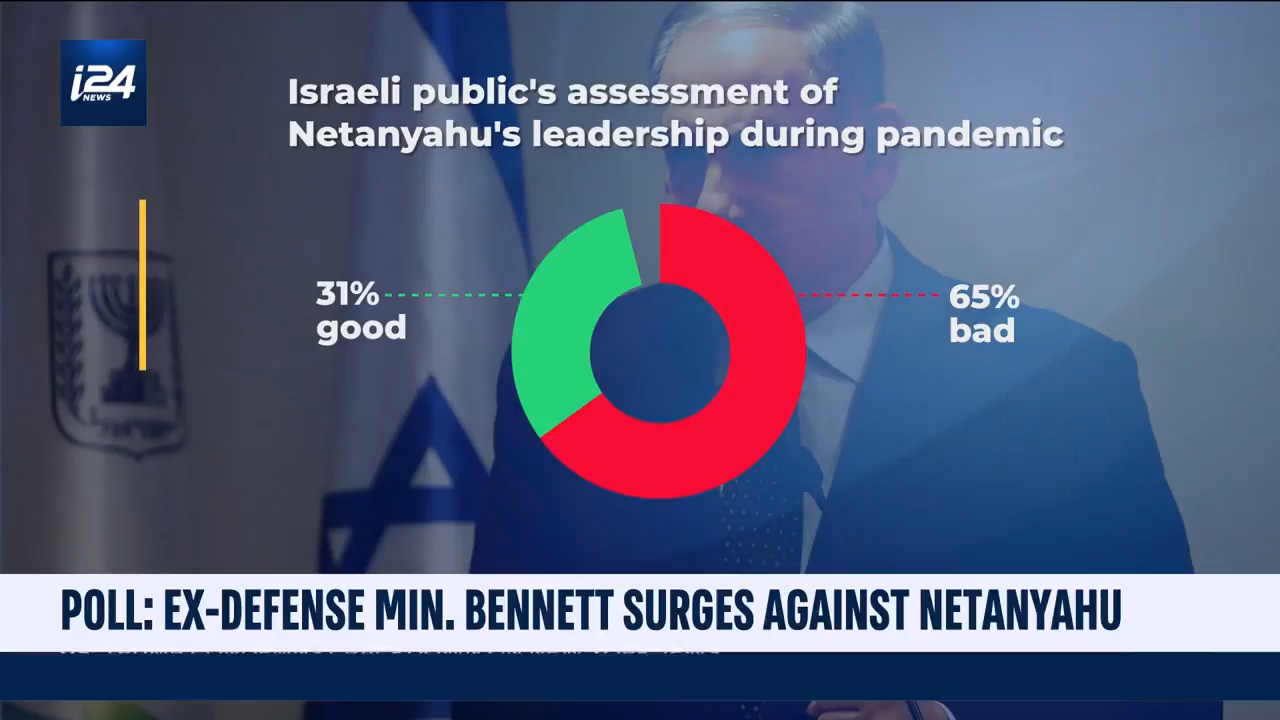 i24
NEWS
Israeli public's assessment of
Netanyahu's leadership during pandemic
31%
good
65%
bad
ישראל
POLL: EX-DEFENSE MIN. BENNETT SURGES AGAINST NETANYAHU